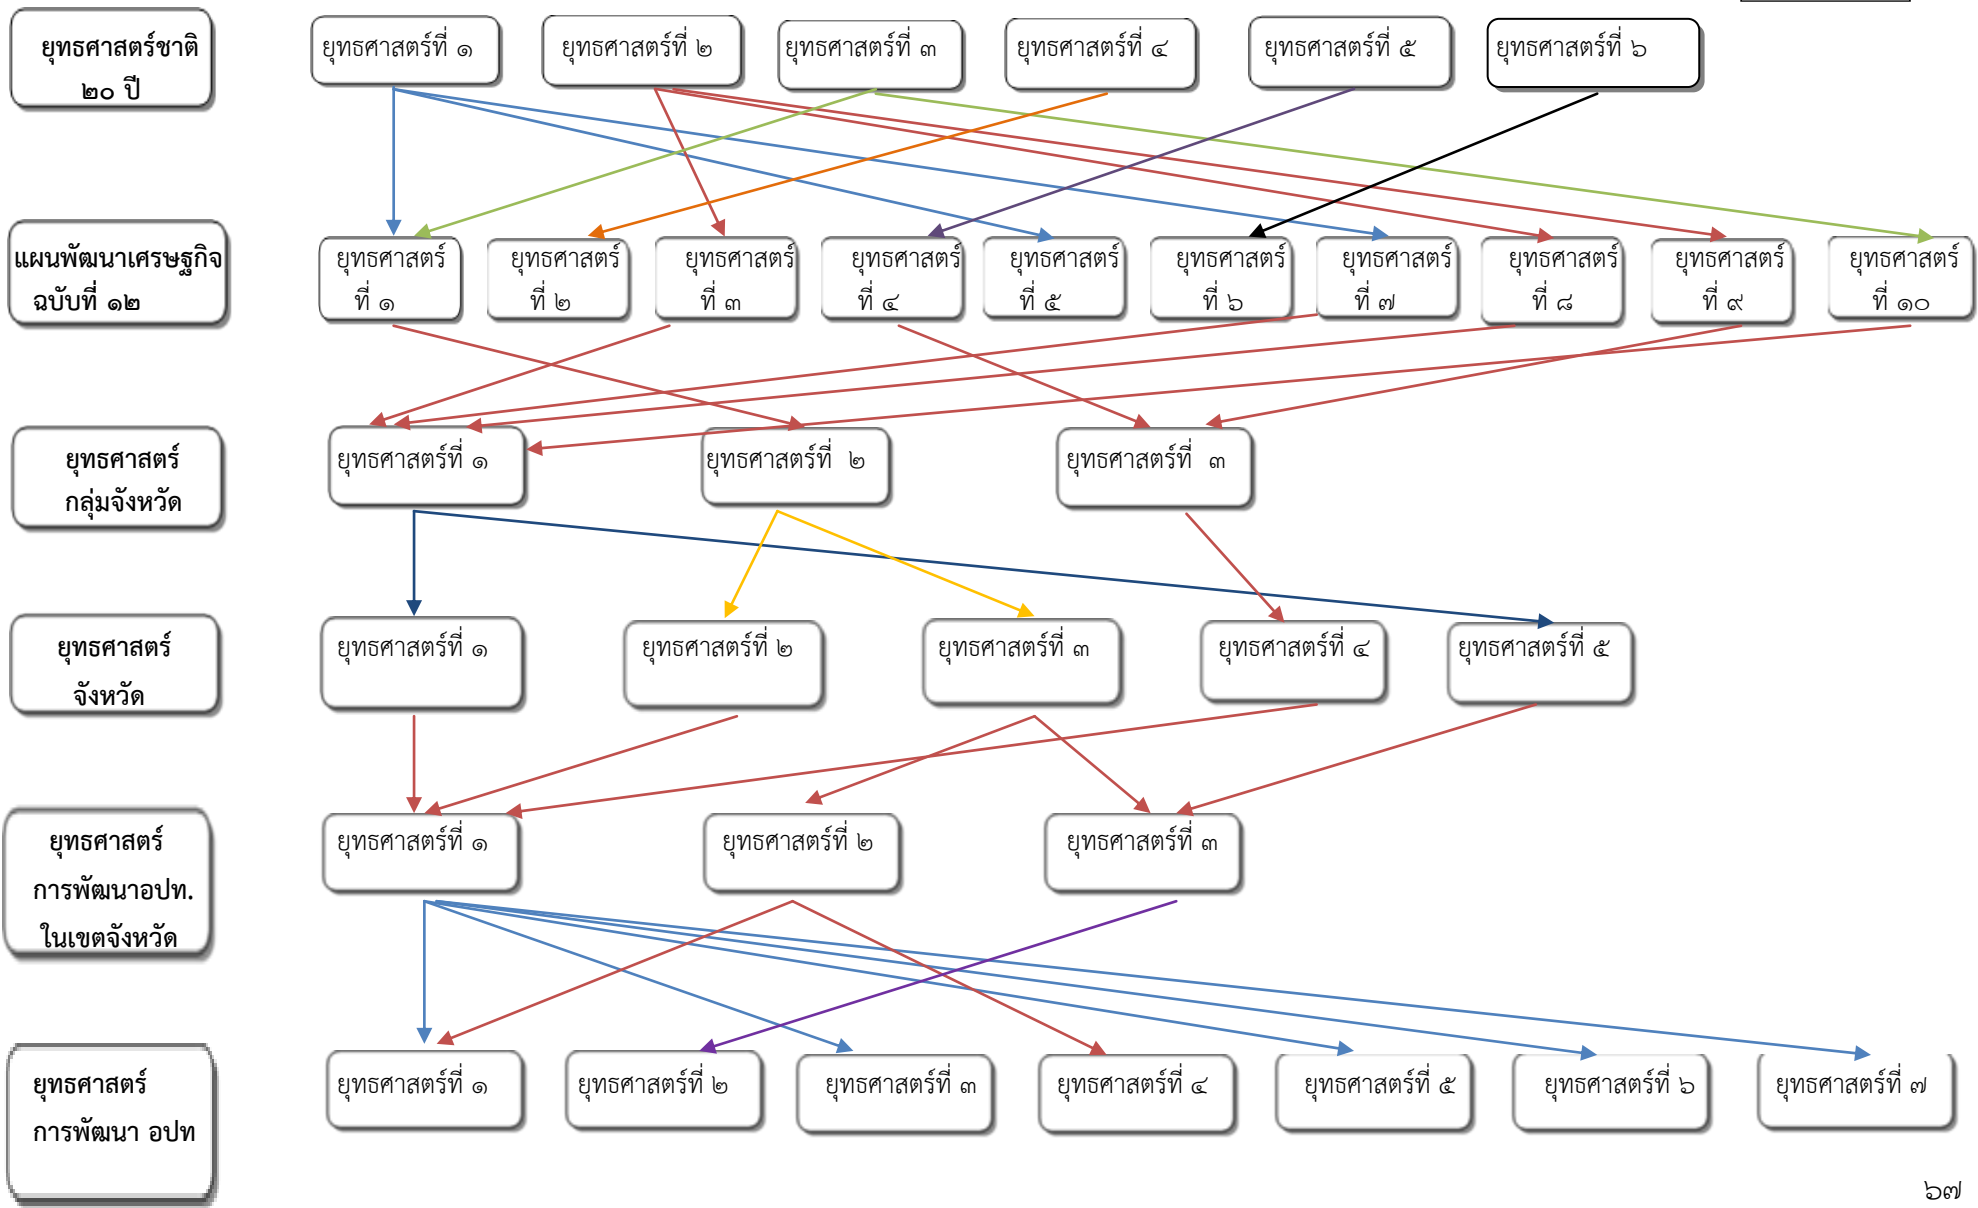 ยุทธศาสตร์ชาติ
๒๐ ปี
ยุทธศาสตร์ที่ ๑
ยุทธศาสตร์ที่ ๒
ยุทธศาสตร์ที่ ๓
ยุทธศาสตร์ที่ ๔
ยุทธศาสตร์ที่ ๕
ยุทธศาสตร์ที่ ๖
แผนพัฒนาเศรษฐกิจ
ฉบับที่ ๑๒
ยุทธศาสตร์
ที่ ๑
ยุทธศาสตร์
ที่ ๒
ยุทธศาสตร์
ที่ ๓
ยุทธศาสตร์
ที่ ๔
ยุทธศาสตร์
ที่ ๕
ยุทธศาสตร์
ที่ ๖
ยุทธศาสตร์
ที่ ๗
ยุทธศาสตร์
ที่ ๘
ยุทธศาสตร์
ที่ ๙
ยุทธศาสตร์
ที่ ๑๐
ยุทธศาสตร์
กลุ่มจังหวัด
ยุทธศาสตร์ที่ ๑
ยุทธศาสตร์ที่ ๒
ยุทธศาสตร์ที่ ๓
ยุทธศาสตร์
จังหวัด
ยุทธศาสตร์ที่ ๑
ยุทธศาสตร์ที่ ๒
ยุทธศาสตร์ที่ ๓
ยุทธศาสตร์ที่ ๔
ยุทธศาสตร์ที่ ๕
ยุทธศาสตร์
การพัฒนาอปท.
ในเขตจังหวัด
ยุทธศาสตร์ที่ ๑
ยุทธศาสตร์ที่ ๒
ยุทธศาสตร์ที่ ๓
ยุทธศาสตร์
การพัฒนา อปท
ยุทธศาสตร์ที่ ๑
ยุทธศาสตร์ที่ ๒
ยุทธศาสตร์ที่ ๓
ยุทธศาสตร์ที่ ๔
ยุทธศาสตร์ที่ ๕
ยุทธศาสตร์ที่ ๖
ยุทธศาสตร์ที่ ๗
๖๗